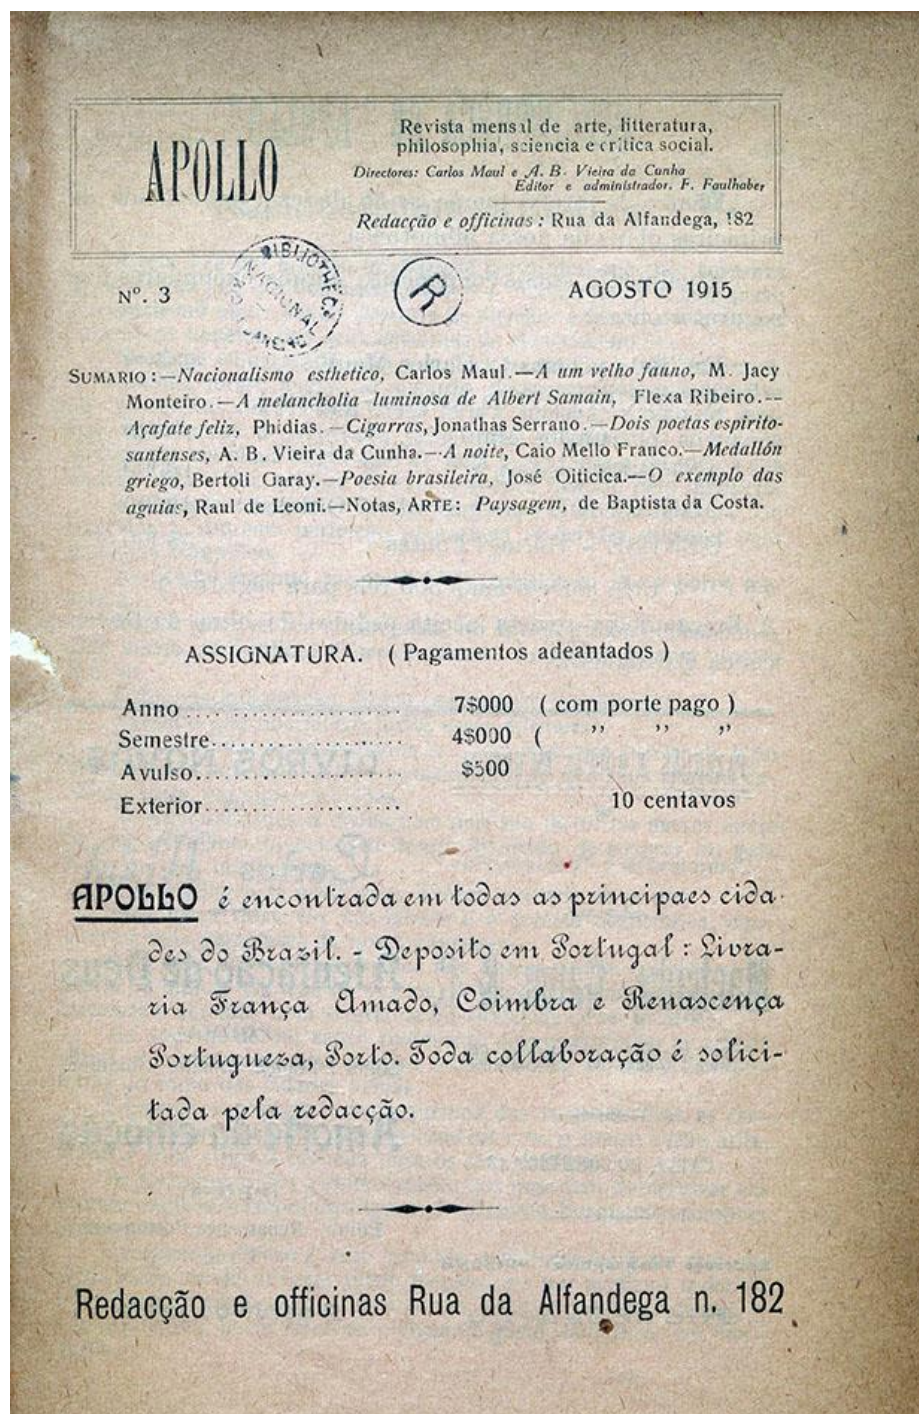 APOLLO
Revista mensal de arte, litteratura,
philosophia, sciencia e critica social.
Directores: Carlos Maul e A. B. Vieira da Cunha
Editor e administrador. F. Faulhaber
Redacção e officinas: Rua da Alfandega, 182
BIBLIOTHECA
NACIONAL
R
Nº. 3
AGOSTO 1915
SUMARIO:—Nacionalismo esthetico, Carlos Maul.—A um velho fauno, M. Jacy
Monteiro.—A melancholia luminosa de Albert Samain, Flexa Ribeiro.--
Açafate feliz, Phidias.—Cigarras, Jonathas Serrano.—Dois poetas espirito-
santenses, A. B. Vieira da Cunha.—A noite, Caio Mello Franco.—Medallón
griego, Bertoli Garay.—Poesia brasileira, José Oiticica.—O exemplo das
aguias, Raul de Leoni.—Notas, ARTE: Paysagem, de Baptista da Costa.
ASSIGNATURA. ( Pagamentos adeantados )
Anno .................... 7$000 ( com porte pago )
Semestre.................... 4$000 ( ” ” ”
Avulso.................... $500
Exterior.................... 10 centavos
APOLLO é encontrada em todas as principaes cida-
des do Brazil. - Deposito em Portugal : Livra-
ria França Amado, Coimbra e Renascença
Portugueza, Porto. Toda collaboração é solici-
tada pela redacção.
Redacção e officinas Rua da Alfandega n. 182